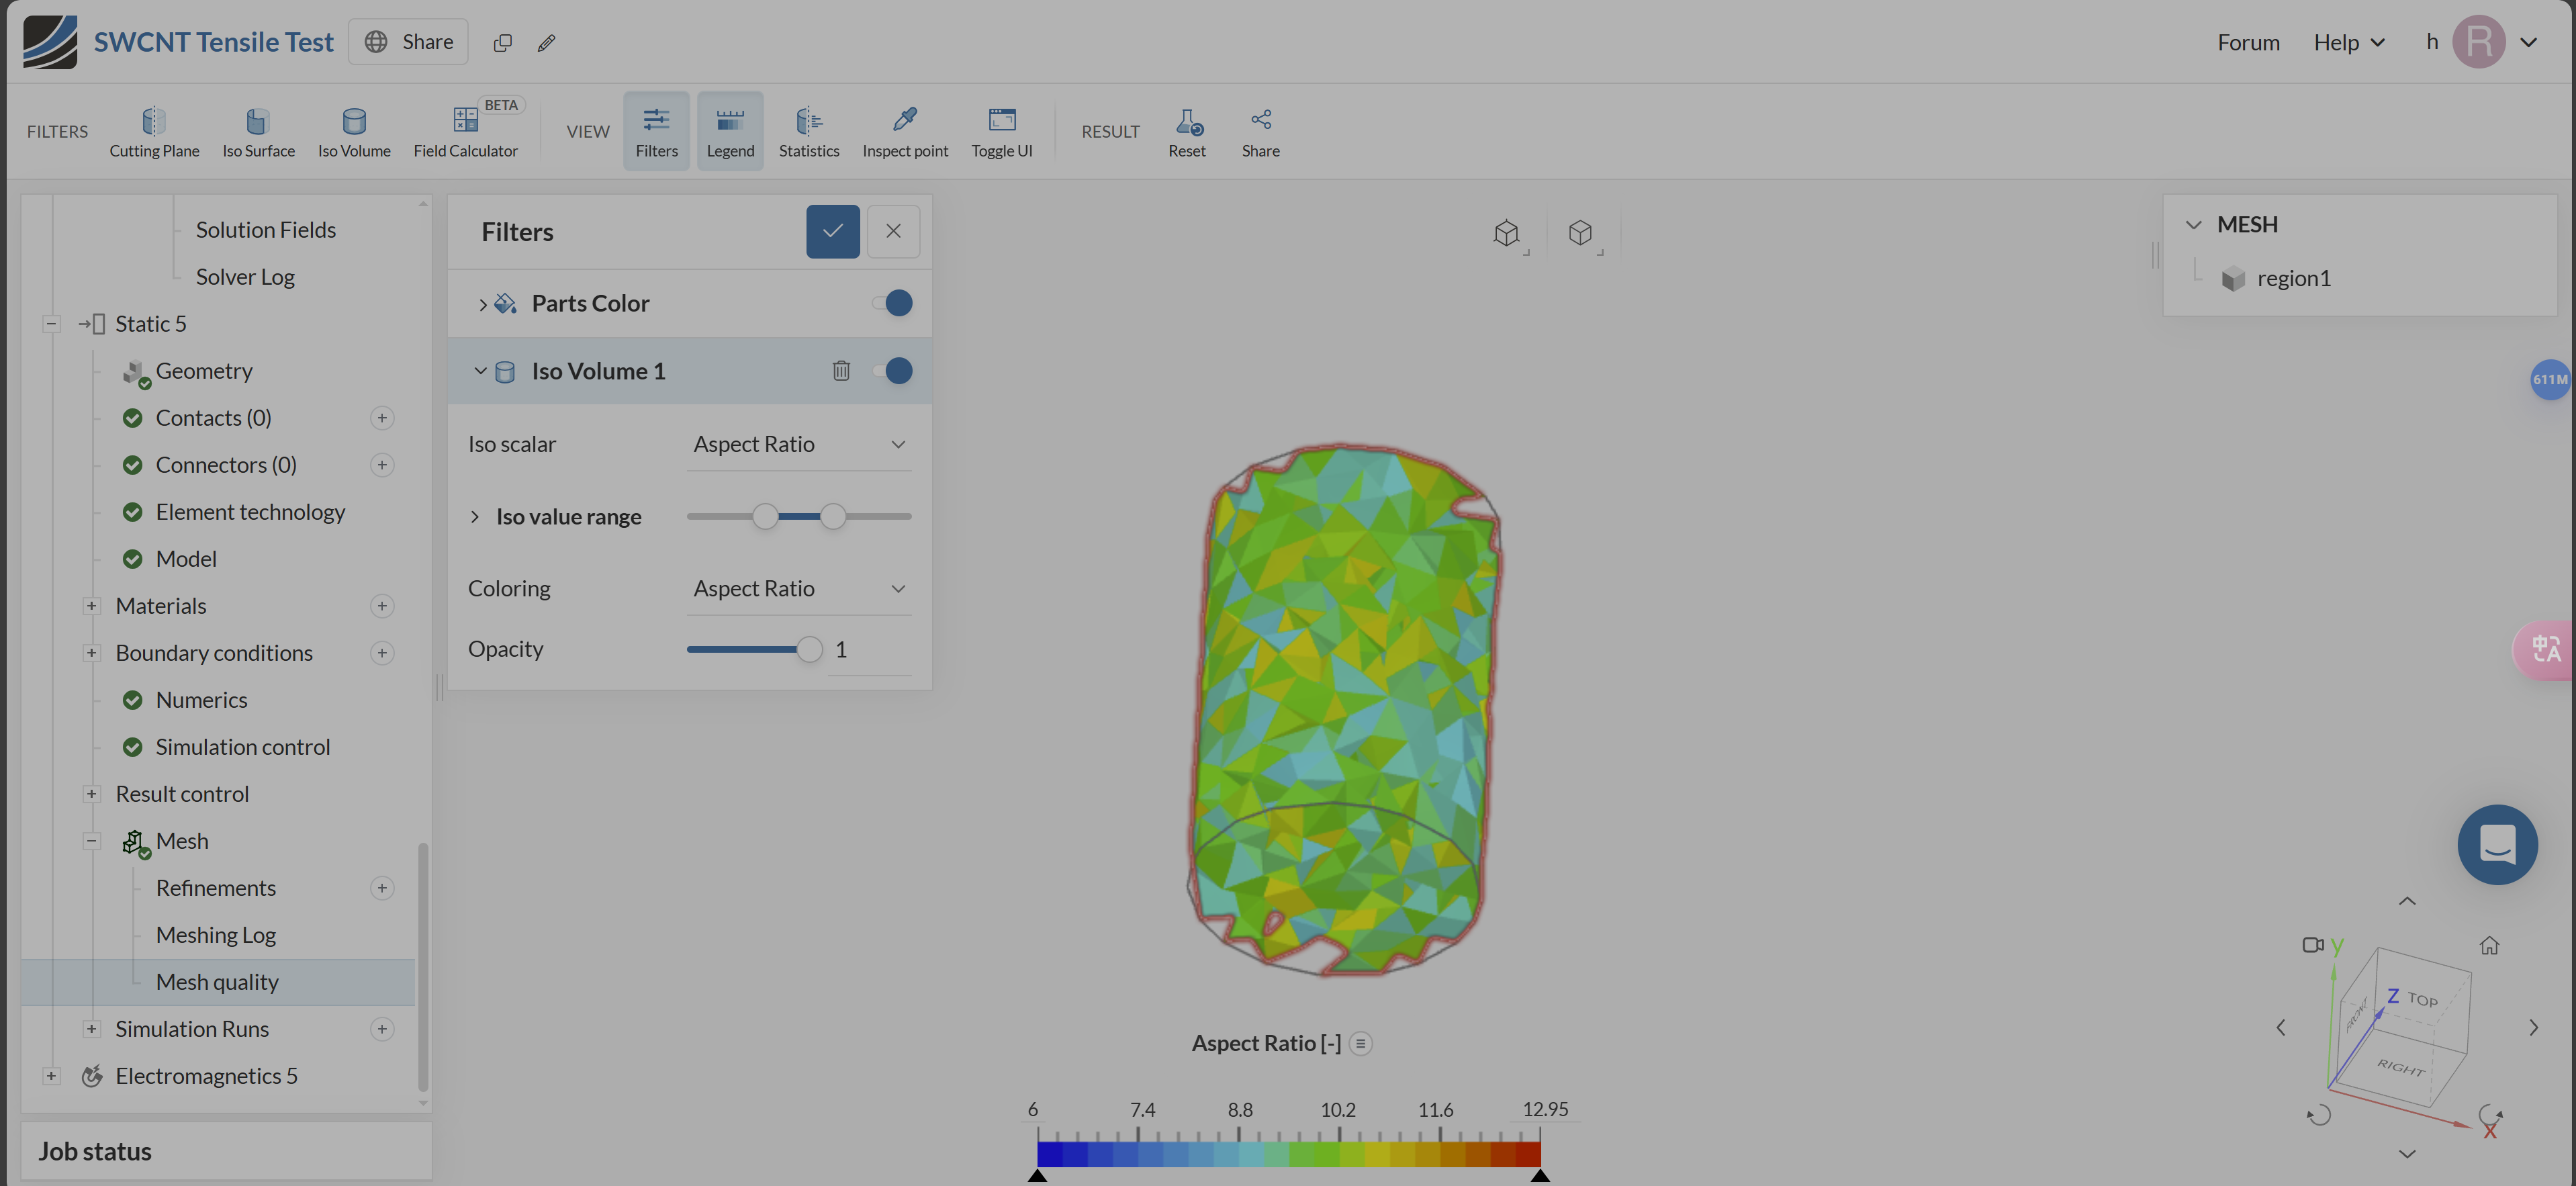 SWCNT Tensile Test
Share
Forum
Help
h
R
FILTERS
Cutting Plane
Iso Surface
Iso Volume
BETA
Field Calculator
VIEW
Filters
Legend
Statistics
Inspect point
Toggle UI
RESULT
Reset
Share
Solution Fields
Solver Log
Static 5
Geometry
Contacts (0)
Connectors (0)
Element technology
Model
Materials
Boundary conditions
Numerics
Simulation control
Result control
Mesh
Refinements
Meshing Log
Mesh quality
Simulation Runs
Electromagnetics 5
Job status
Filters
Parts Color
Iso Volume 1
Iso scalar Aspect Ratio
Iso value range
Coloring Aspect Ratio
Opacity 1
MESH
region1
611M
中A
Aspect Ratio [-]
6 7.4 8.8 10.2 11.6 12.95
y
Z
TOP
RIGHT
X